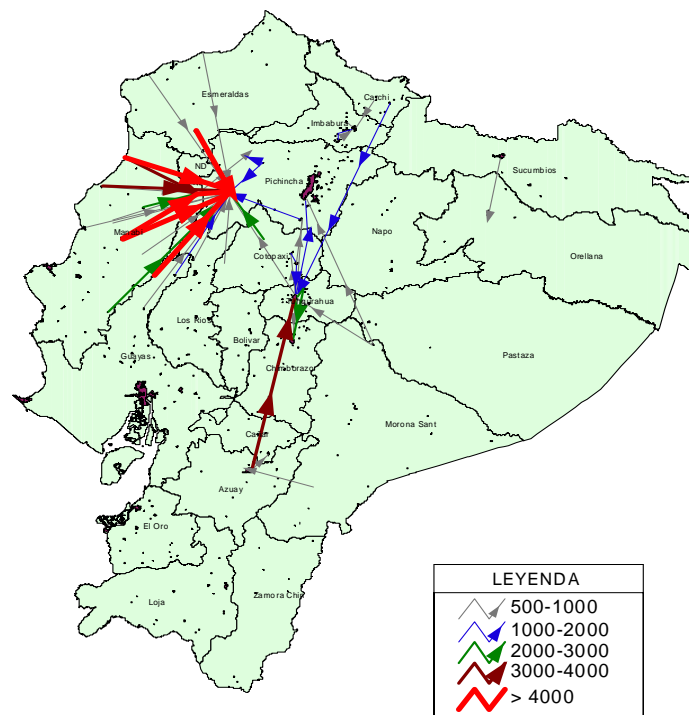 Esmeraldas
Carchi
Imbabura
ND
Pichincha
Sucumbios
Manabi
Napo
Cotopaxi
Orellana
Tungurahua
Los Rios
Bolivar
Guayas
Chimborazo
Pastaza
Morona Sant
Cañar
Azuay
El Oro
Loja
Zamora Chin
LEYENDA
500-1000
1000-2000
2000-3000
3000-4000
> 4000